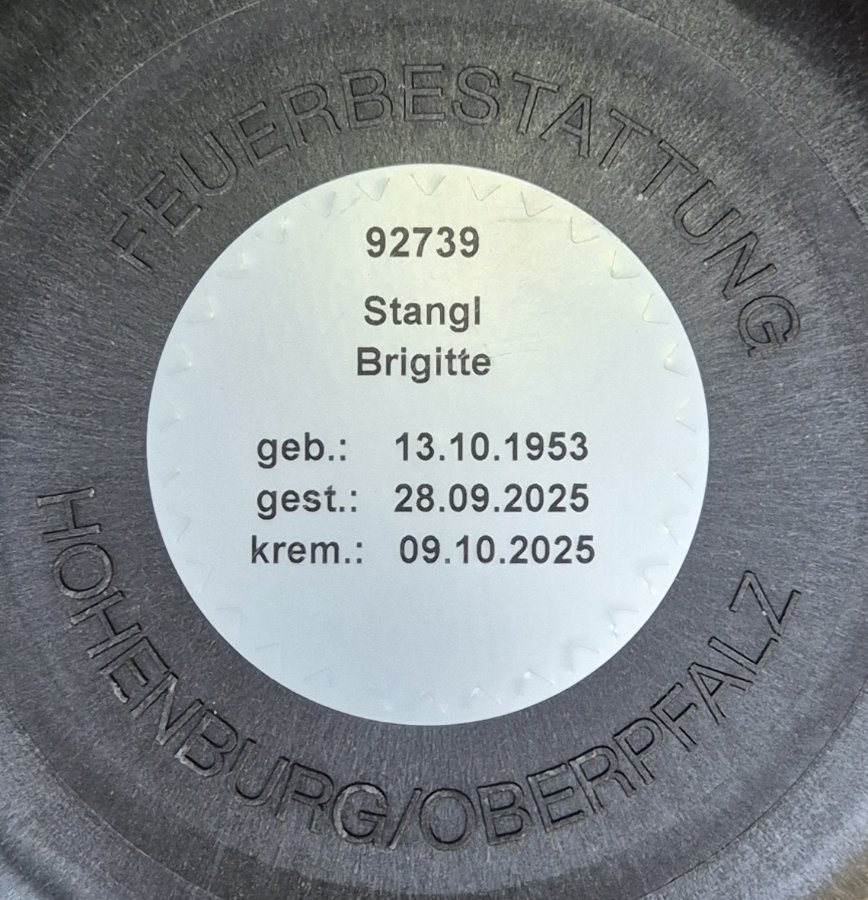 FEUERBESTATTUNG
92739
Stangl
Brigitte
geb.: 13.10.1953
gest.: 28.09.2025
krem.: 09.10.2025
HOHENBURG/OBERPFALZ